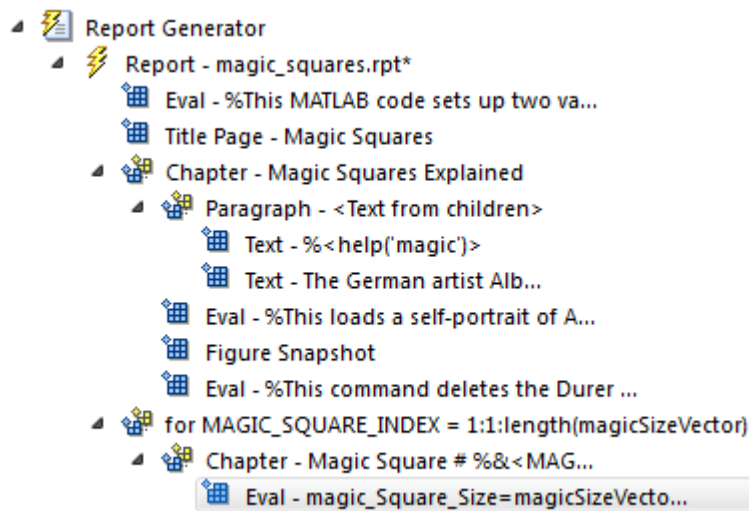 Report Generator
Report - magic_squares.rpt*
Eval - %This MATLAB code sets up two va...
Title Page - Magic Squares
Chapter - Magic Squares Explained
Paragraph - <Text from children>
Text - %<help('magic')>
Text - The German artist Alb...
Eval - %This loads a self-portrait of A...
Figure Snapshot
Eval - %This command deletes the Durer ...
for MAGIC_SQUARE_INDEX = 1:1:length(magicSizeVector)
Chapter - Magic Square # %&<MAG...
Eval - magic_Square_Size=magicSizeVecto...